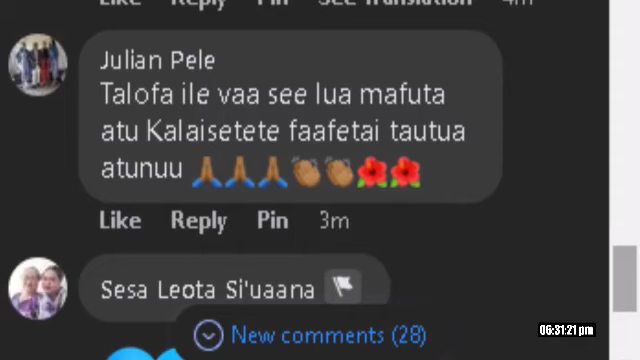 Like Reply Pin See Translation 4m
Julian Pele
Talofa ile vaa see lua mafuta
atu Kalaisetete faafetai tautua
atunuu 🙏🏾🙏🏾🙏🏾👏🏾👏🏾🌺🌺
Like Reply Pin 3m
Sesa Leota Si'uaana
New comments (28)
06:31:21 pm